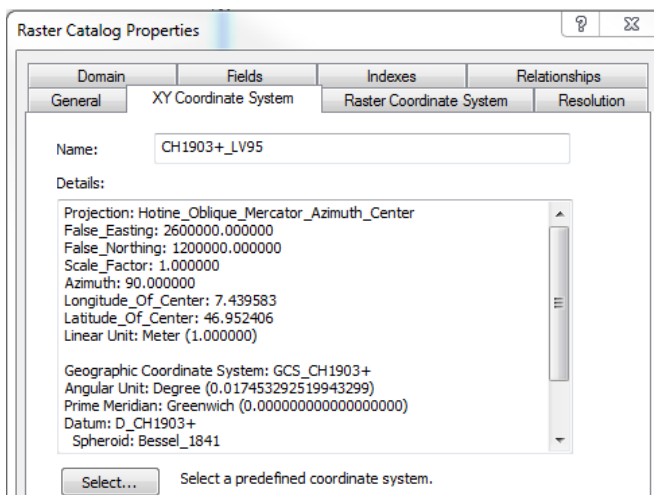 Raster Catalog Properties
Domain Fields Indexes Relationships
General XY Coordinate System Raster Coordinate System Resolution
Name: CH1903+_LV95
Details:
Projection: Hotine_Oblique_Mercator_Azimuth_Center
False_Easting: 2600000.000000
False_Northing: 1200000.000000
Scale_Factor: 1.000000
Azimuth: 90.000000
Longitude_Of_Center: 7.439583
Latitude_Of_Center: 46.952406
Linear Unit: Meter (1.000000)
Geographic Coordinate System: GCS_CH1903+
Angular Unit: Degree (0.017453292519943299)
Prime Meridian: Greenwich (0.000000000000000000)
Datum: D_CH1903+
Spheroid: Bessel_1841
Select... Select a predefined coordinate system.